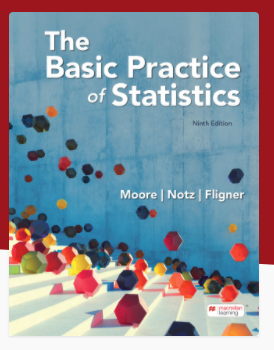 The
Basic Practice
of Statistics
Ninth Edition
Moore | Notz | Fligner
macmillan
learning